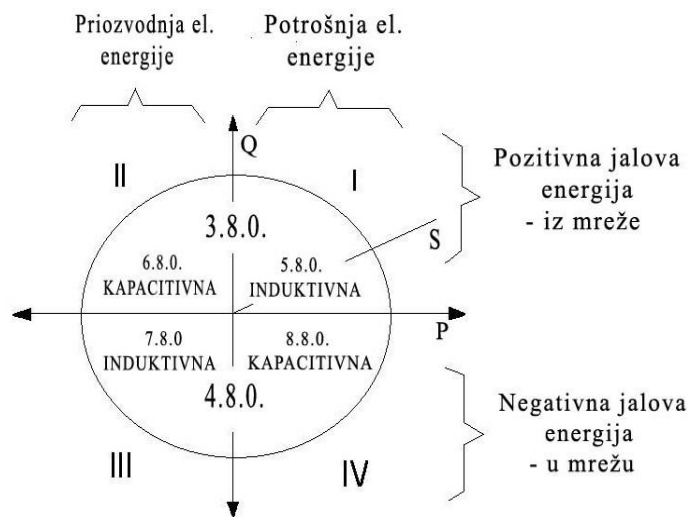 Priozvodnja el.
energije
Potrošnja el.
energije
Q
II
I
Pozitivna jalova
energija
- iz mreže
3.8.0.
S
6.8.0.
KAPACITIVNA
5.8.0.
INDUKTIVNA
P
7.8.0
INDUKTIVNA
8.8.0.
KAPACITIVNA
4.8.0.
Negativna jalova
energija
- u mrežu
III
IV